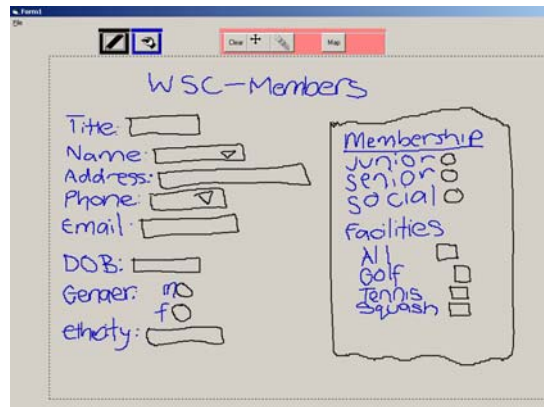 Form1
File
Clear
Map
WSC-Members
Title:
Name:
Address:
Phone:
Email:
DOB:
Gender: m
f
ethcity:
Membership
junior
senior
social
Facilities
All
Golf
Tennis
Squash